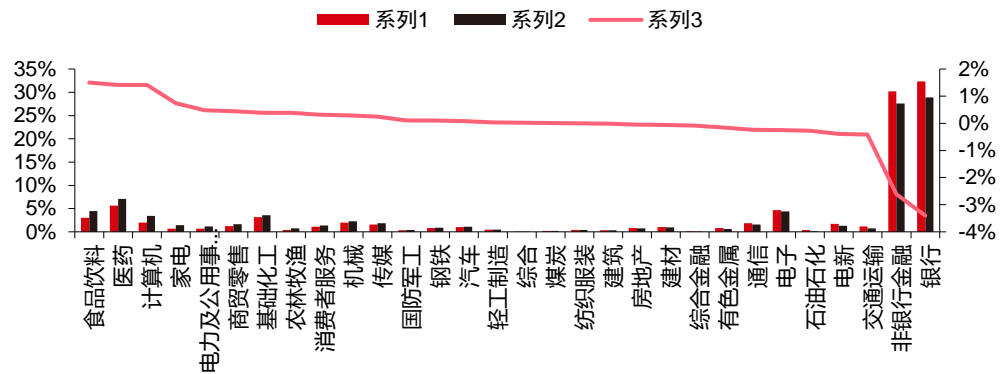 系列1 系列2 系列3
35%
30%
25%
20%
15%
10%
5%
0%
2%
1%
0%
-1%
-2%
-3%
-4%
食品饮料
医药
计算机
家电
电力及公用事…
商贸零售
基础化工
农林牧渔
消费者服务
机械
传媒
国防军工
钢铁
汽车
轻工制造
综合
煤炭
纺织服装
建筑
房地产
建材
综合金融
有色金属
通信
电子
石油石化
电新
交通运输
非银行金融
银行